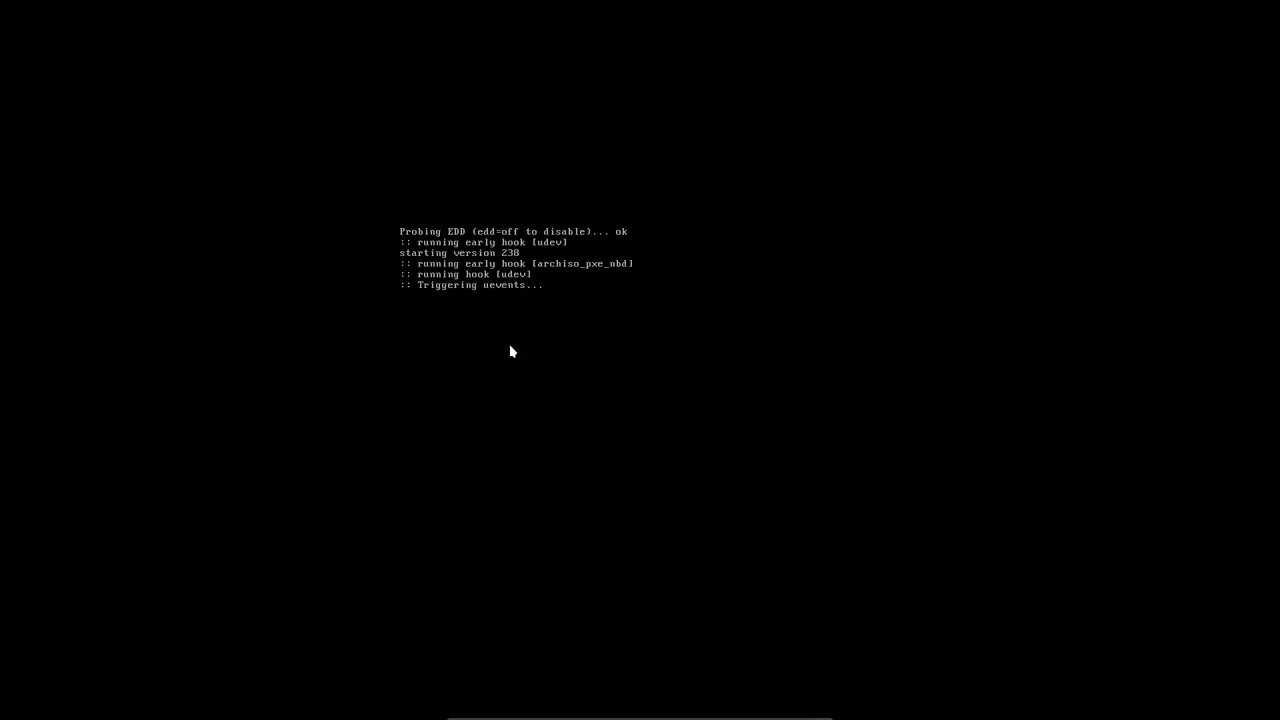 Probing EDD (edd=off to disable)... ok
:: running early hook [udev]
starting version 238
:: running early hook [archiso_pxe_nbd]
:: running hook [udev]
:: Triggering uevents...